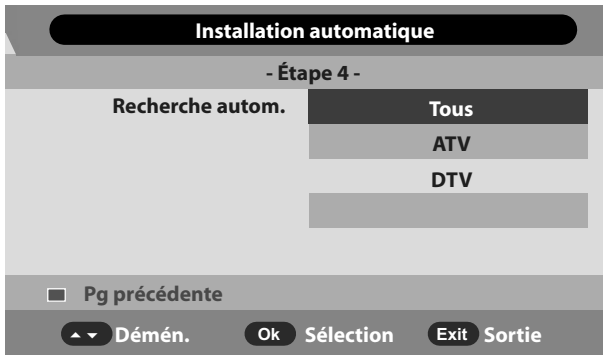 Installation automatique
- Étape 4 -
Recherche autom. Tous
ATV
DTV
Pg précédente
Démén. Ok Sélection Exit Sortie